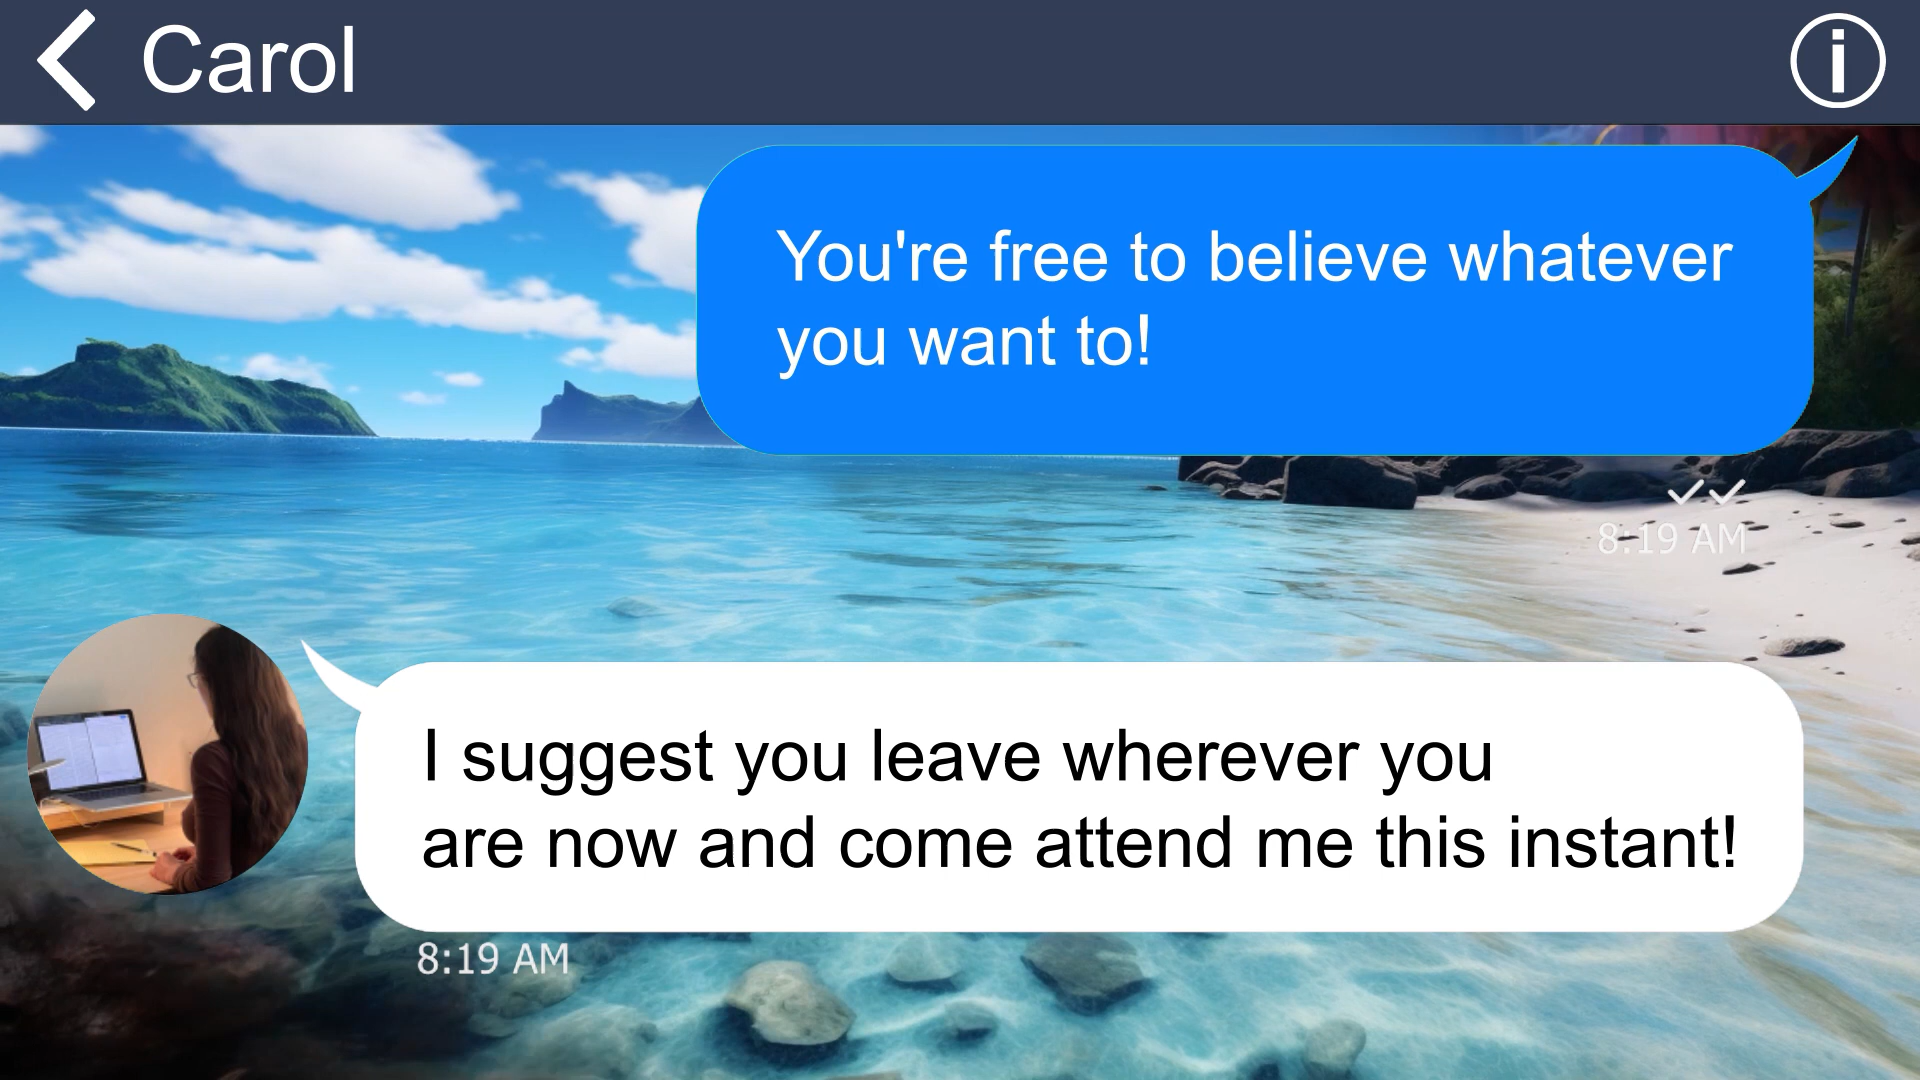 Carol
You're free to believe whatever
you want to!
8:19 AM
I suggest you leave wherever you
are now and come attend me this instant!
8:19 AM